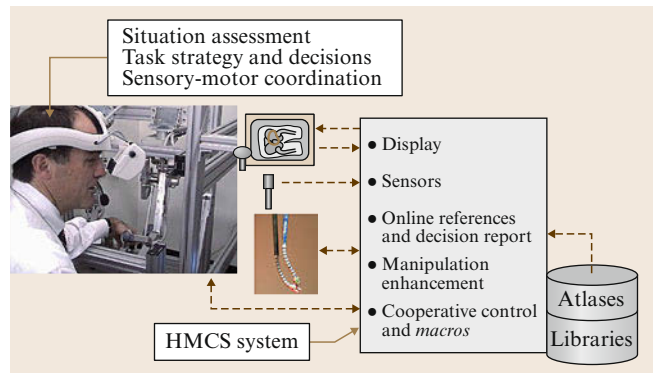 Situation assessment
Task strategy and decisions
Sensory-motor coordination
• Display
• Sensors
• Online references
and decision report
• Manipulation
enhancement
• Cooperative control
and macros
HMCS system
Atlases
Libraries